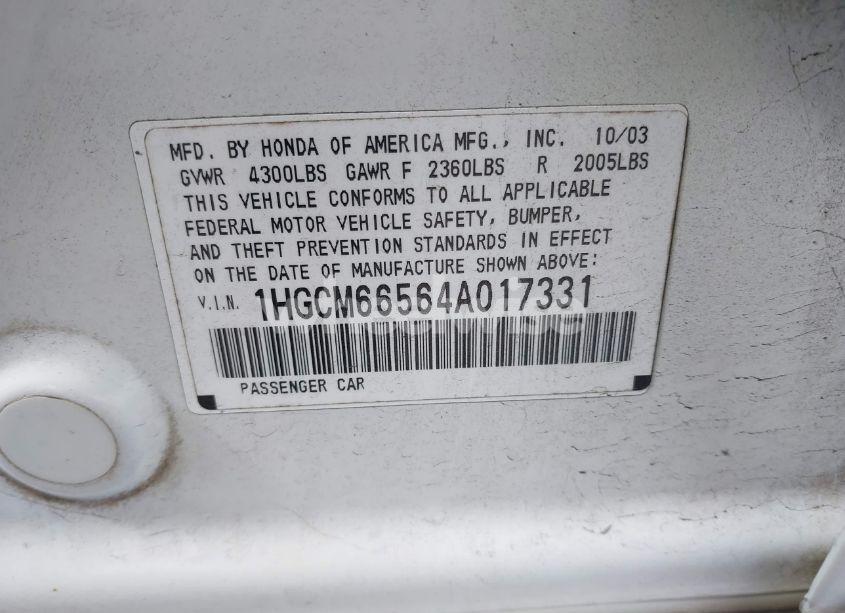 MFD. BY HONDA OF AMERICA MFG., INC. 10/03
GVWR 4300LBS GAWR F 2360LBS R 2005LBS
THIS VEHICLE CONFORMS TO ALL APPLICABLE
FEDERAL MOTOR VEHICLE SAFETY, BUMPER,
AND THEFT PREVENTION STANDARDS IN EFFECT
ON THE DATE OF MANUFACTURE SHOWN ABOVE:
V.I.N. 1HGCM66564A017331
PASSENGER CAR